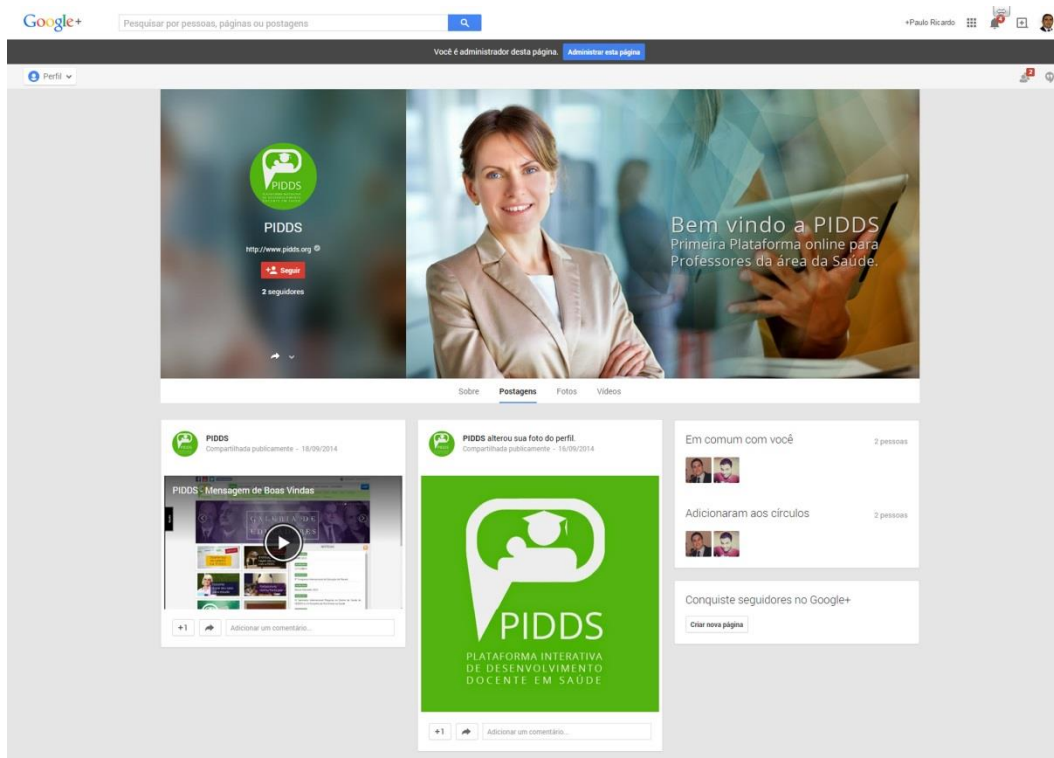 Google+
Pesquisar por pessoas, páginas ou postagens
+Paulo Ricardo
4
Você é administrador desta página. Administrar esta página
Perfil
2
PIDDS
PIDDS
http://www.pidds.org
Seguir
2 seguidores
Bem vindo a PIDDS
Primeira Plataforma online para
Professores da área da Saúde.
Sobre Postagens Fotos Vídeos
PIDDS
Compartilhada publicamente - 16/09/2014
PIDDS - Mensagem de Boas Vindas
+1 Adicionar um comentário...
PIDDS alterou sua foto do perfil.
Compartilhada publicamente - 16/09/2014
PIDDS
PLATAFORMA INTERATIVA
DE DESENVOLVIMENTO
DOCENTE EM SAÚDE
+1 Adicionar um comentário...
Em comum com você 2 pessoas
Adicionaram aos círculos 2 pessoas
Conquiste seguidores no Google+
Criar nova página